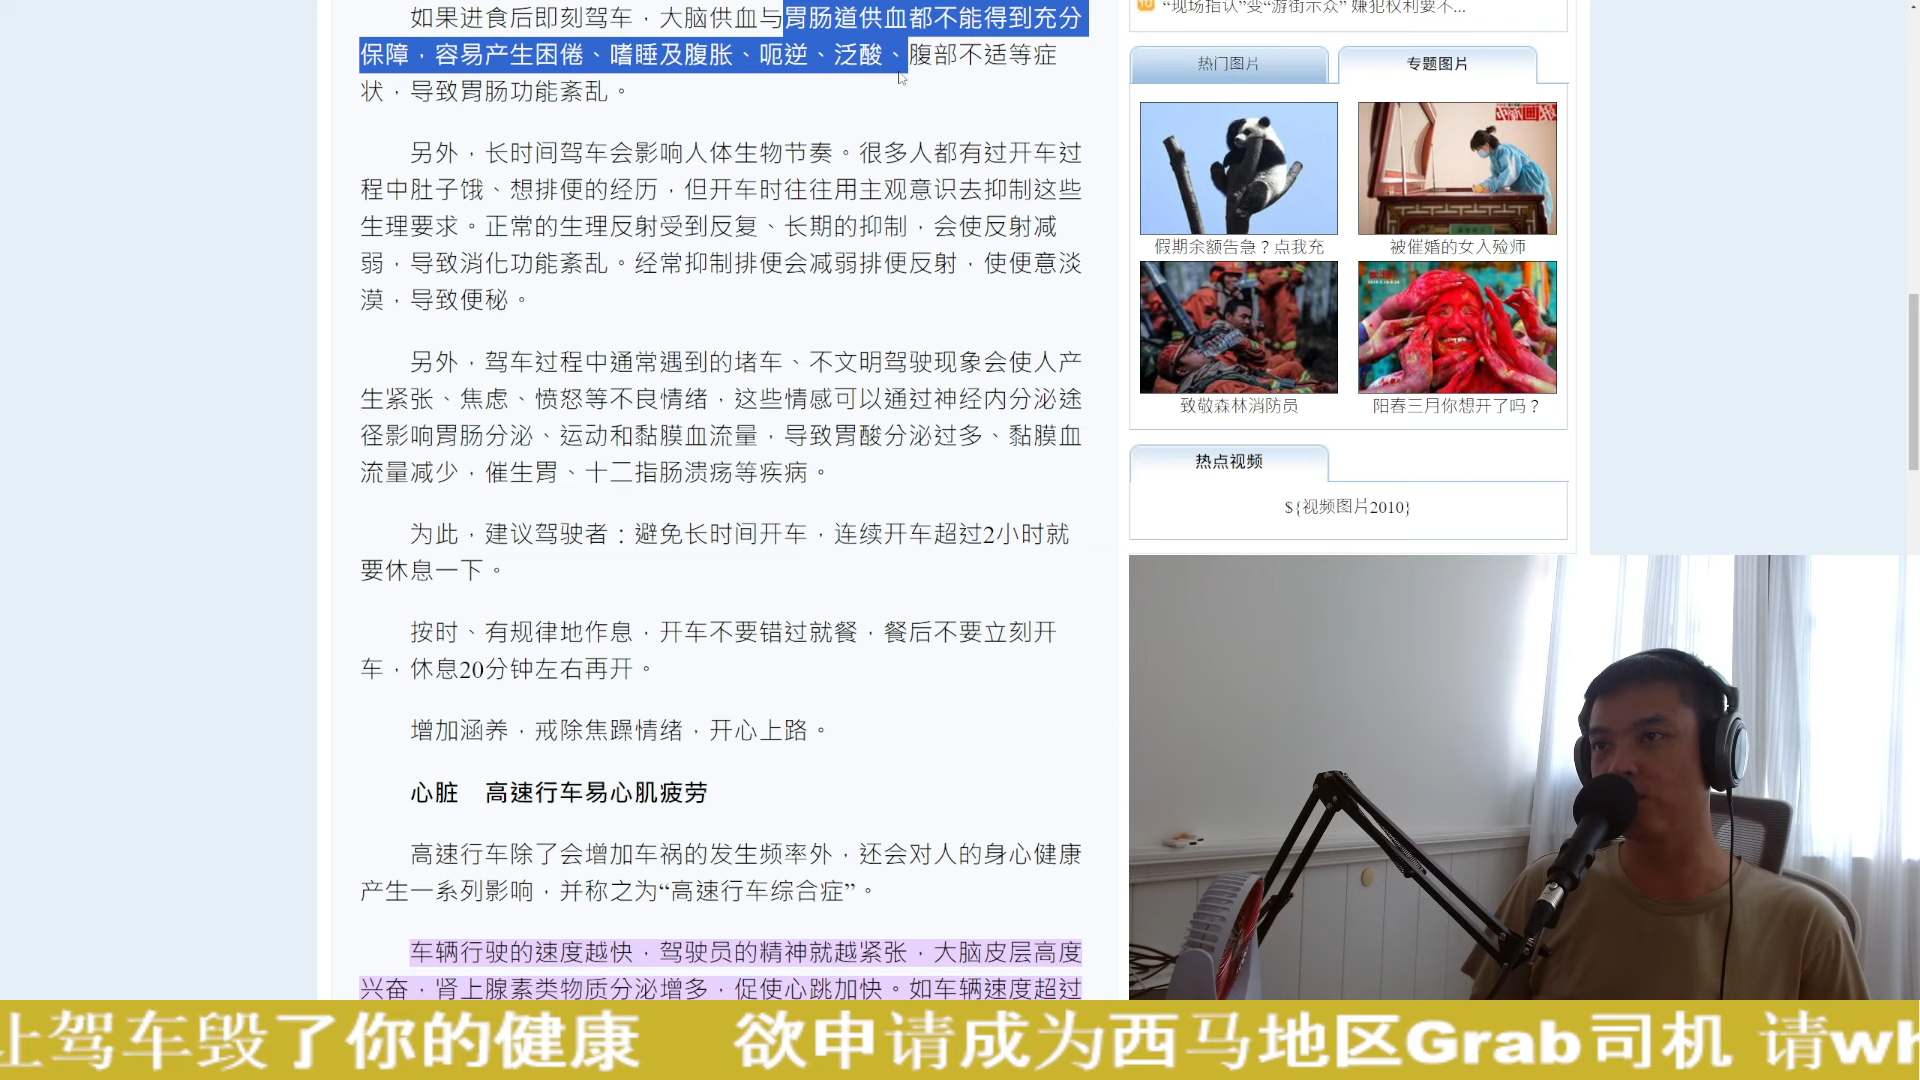 如果进食后即刻驾车，大脑供血与胃肠道供血都不能得到充分
保障，容易产生困倦、嗜睡及腹胀、呃逆、泛酸、腹部不适等症
状，导致胃肠功能紊乱。
另外，长时间驾车会影响人体生物节奏。很多人都有过开车过
程中肚子饿、想排便的经历，但开车时往往用主观意识去抑制这些
生理要求。正常的生理反射受到反复、长期的抑制，会使反射减
弱，导致消化功能紊乱。经常抑制排便会减弱排便反射，使便意淡
漠，导致便秘。
另外，驾车过程中通常遇到的堵车、不文明驾驶现象会使人产
生紧张、焦虑、愤怒等不良情绪，这些情感可以通过神经内分泌途
径影响胃肠分泌、运动和黏膜血流量，导致胃酸分泌过多、黏膜血
流量减少，催生胃、十二指肠溃疡等疾病。
为此，建议驾驶者：避免长时间开车，连续开车超过2小时就
要休息一下。
按时、有规律地作息，开车不要错过就餐，餐后不要立刻开
车，休息20分钟左右再开。
增加涵养，戒除焦躁情绪，开心上路。
心脏　高速行车易心肌疲劳
高速行车除了会增加车祸的发生频率外，还会对人的身心健康
产生一系列影响，并称之为“高速行车综合症”。
车辆行驶的速度越快，驾驶员的精神就越紧张，大脑皮层高度
兴奋，肾上腺素类物质分泌增多，促使心跳加快。如车辆速度超过
10 “现场指认”变“游街示众” 嫌犯权利要不...
热门图片
专题图片
假期余额告急？点我充
被催婚的女入殓师
致敬森林消防员
阳春三月你想开了吗？
热点视频
${视频图片2010}
上驾车毁了你的健康 欲申请成为西马地区Grab司机 请wh